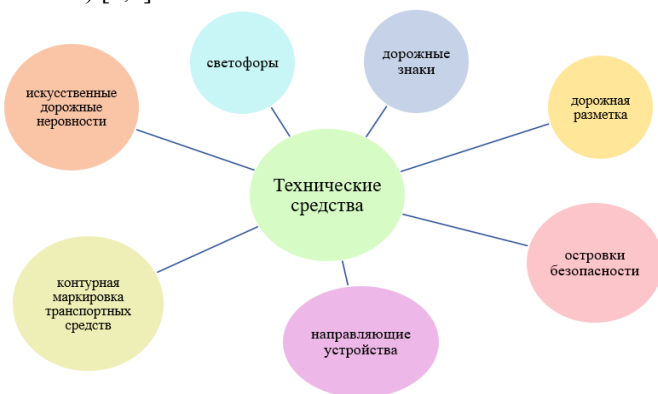 светофоры
дорожные
знаки
искусственные
дорожные
неровности
дорожная
разметка
Технические
средства
островки
безопасности
контурная
маркировка
транспортных
средств
направляющие
устройства